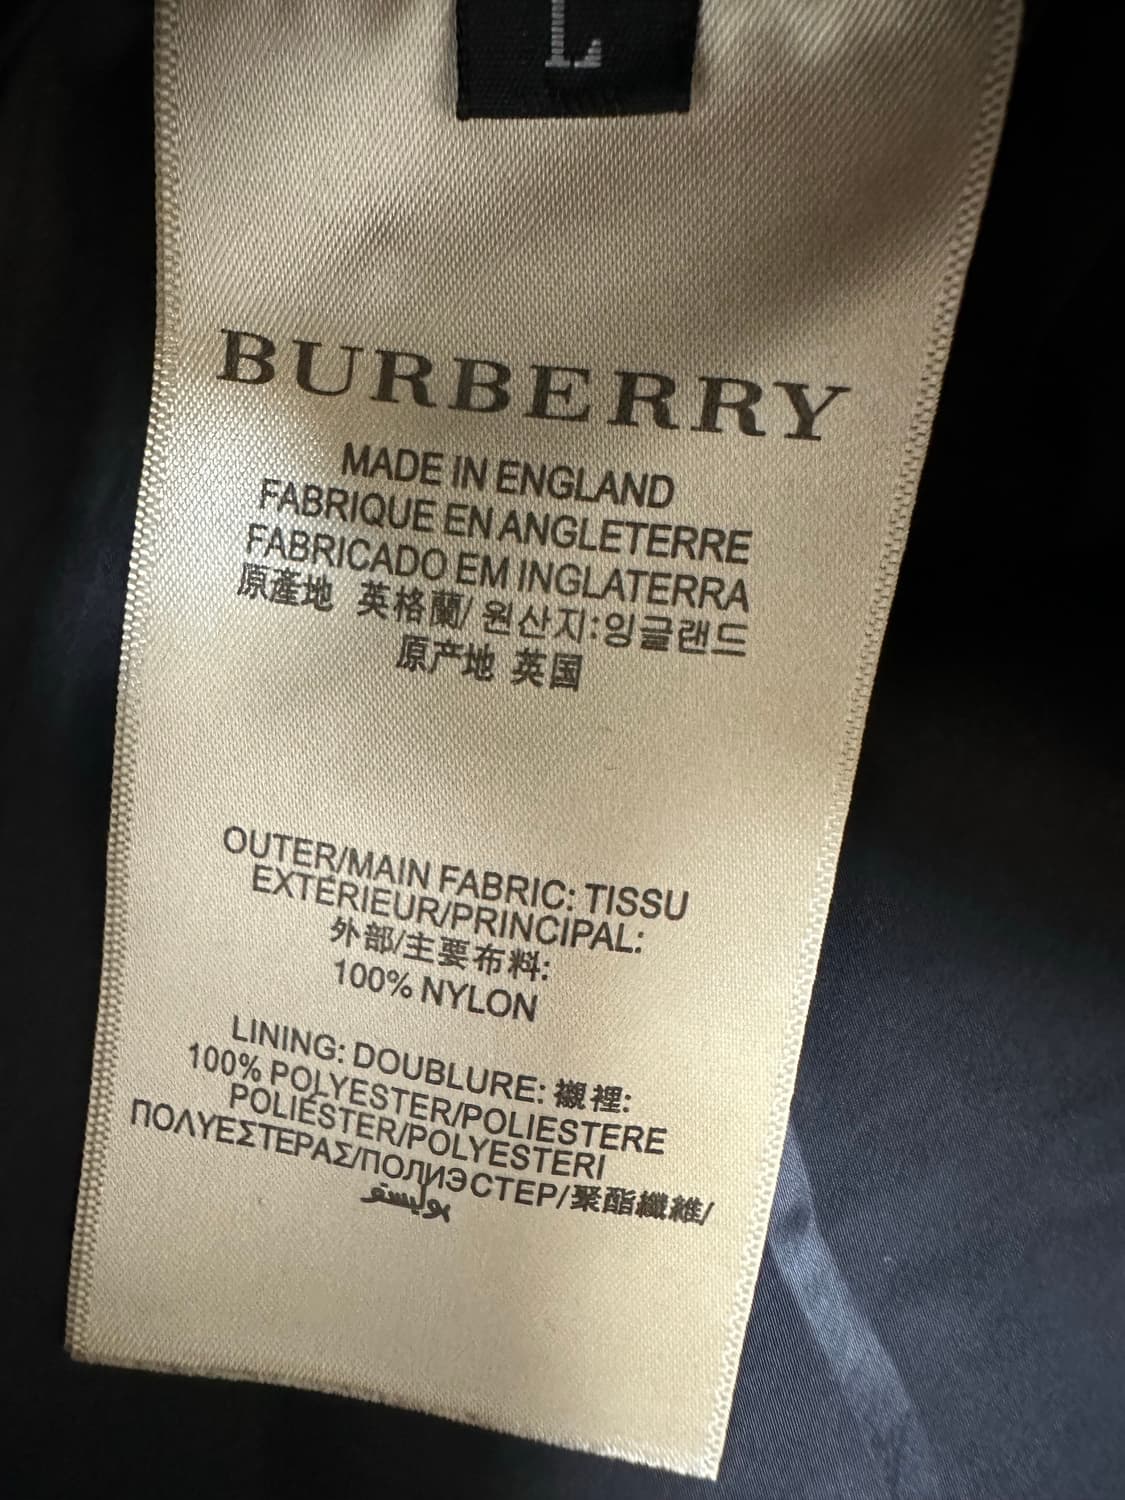 L
BURBERRY
MADE IN ENGLAND
FABRIQUE EN ANGLETERRE
FABRICADO EM INGLATERRA
原產地 英格蘭/ 원산지:잉글랜드
原产地 英国
OUTER/MAIN FABRIC: TISSU
EXTÉRIEUR/PRINCIPAL:
外部/主要布料:
100% NYLON
LINING: DOUBLURE: 襯裡:
100% POLYESTER/POLIESTERE
POLIÉSTER/POLYESTERI
ΠΟΛΥΕΣΤΕΡΑΣ/ПОЛИЭСТЕР/聚酯纖維/